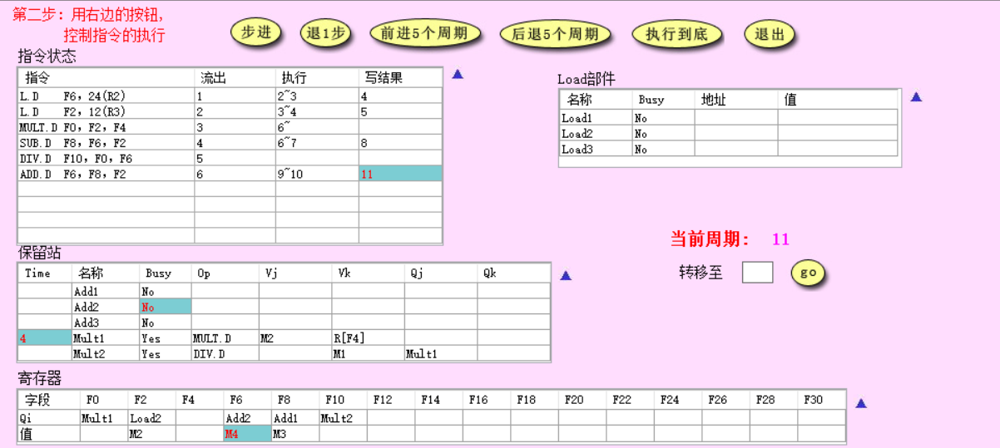 第二步：用右边的按钮，
控制指令的执行
步进 退1步 前进5个周期 后退5个周期 执行到底 退出
指令状态
指令 流出 执行 写结果
L.D F6，24(R2) 1 2~3 4
L.D F2，12(R3) 2 3~4 5
MULT.D F0，F2，F4 3 6~
SUB.D F8，F6，F2 4 6~7 8
DIV.D F10，F0，F6 5
ADD.D F6，F8，F2 6 9~10 11
Load部件
名称 Busy 地址 值
Load1 No
Load2 No
Load3 No
当前周期： 11
转移至 go
保留站
Time 名称 Busy Op Vj Vk Qj Qk
Add1 No
Add2 No
Add3 No
4 Mult1 Yes MULT.D M2 R[F4]
Mult2 Yes DIV.D M1 Mult1
寄存器
字段 F0 F2 F4 F6 F8 F10 F12 F14 F16 F18 F20 F22 F24 F26 F28 F30
Qi Mult1 Load2 Add2 Add1 Mult2
值 M2 M4 M3